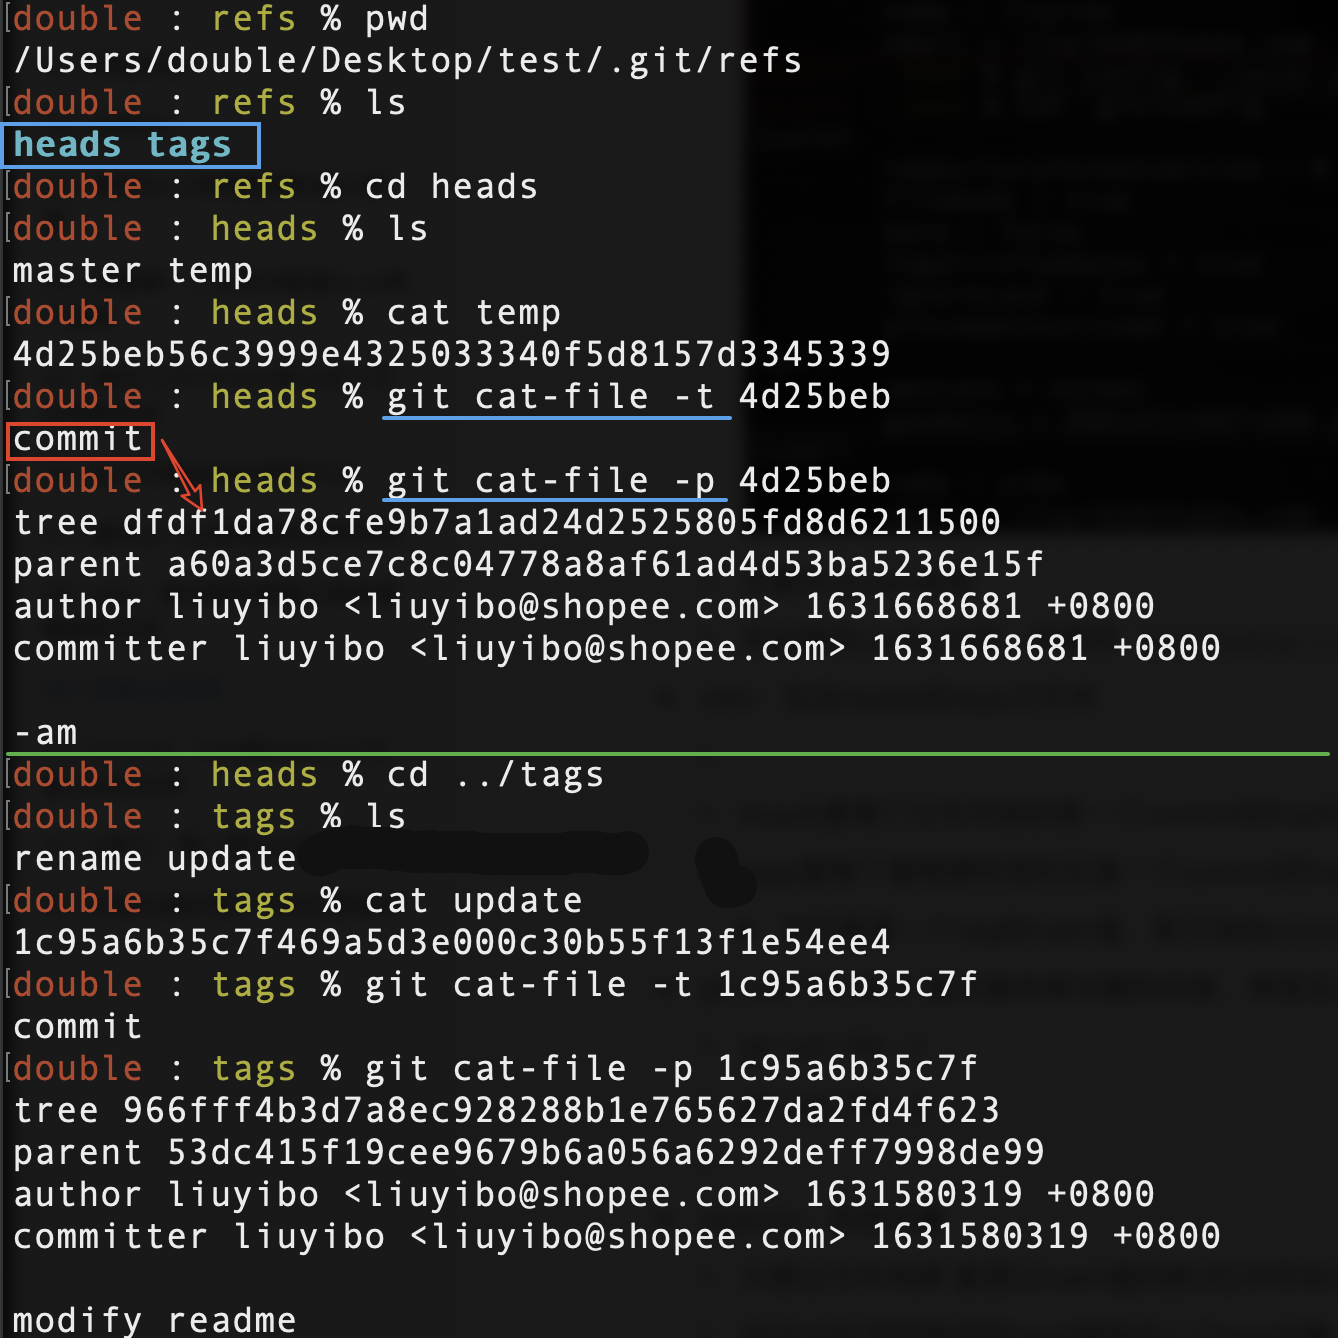 double : refs % pwd
/Users/double/Desktop/test/.git/refs
double : refs % ls
heads tags
double : refs % cd heads
double : heads % ls
master temp
double : heads % cat temp
4d25beb56c3999e4325033340f5d8157d3345339
double : heads % git cat-file -t 4d25beb
commit
double : heads % git cat-file -p 4d25beb
tree dfdf1da78cfe9b7a1ad24d2525805fd8d6211500
parent a60a3d5ce7c8c04778a8af61ad4d53ba5236e15f
author liuyibo <liuyibo@shopee.com> 1631668681 +0800
committer liuyibo <liuyibo@shopee.com> 1631668681 +0800
-am
double : heads % cd ../tags
double : tags % ls
rename update
double : tags % cat update
1c95a6b35c7f469a5d3e000c30b55f13f1e54ee4
double : tags % git cat-file -t 1c95a6b35c7f
commit
double : tags % git cat-file -p 1c95a6b35c7f
tree 966fff4b3d7a8ec928288b1e765627da2fd4f623
parent 53dc415f19cee9679b6a056a6292deff7998de99
author liuyibo <liuyibo@shopee.com> 1631580319 +0800
committer liuyibo <liuyibo@shopee.com> 1631580319 +0800
modify readme